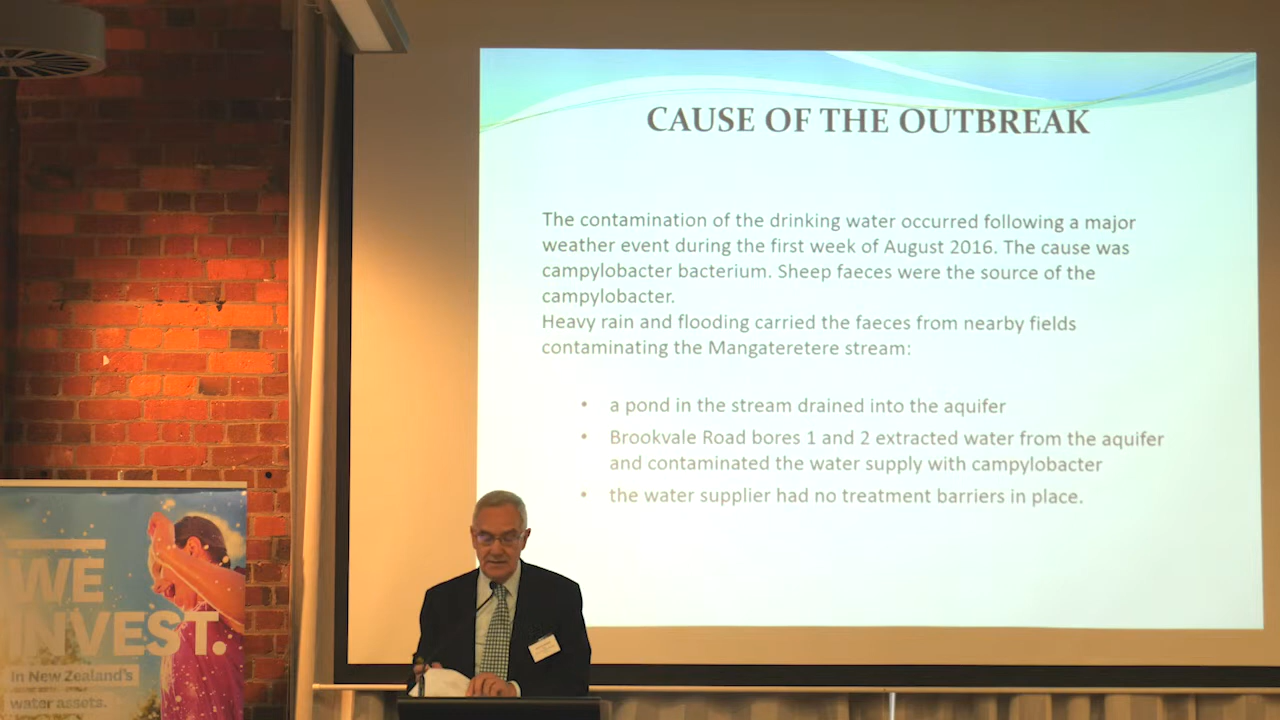 CAUSE OF THE OUTBREAK
The contamination of the drinking water occurred following a major
weather event during the first week of August 2016. The cause was
campylobacter bacterium. Sheep faeces were the source of the
campylobacter.
Heavy rain and flooding carried the faeces from nearby fields
contaminating the Mangateretere stream:
• a pond in the stream drained into the aquifer
• Brookvale Road bores 1 and 2 extracted water from the aquifer
and contaminated the water supply with campylobacter
• the water supplier had no treatment barriers in place.
WE
INVEST.
In New Zealand's
water assets.